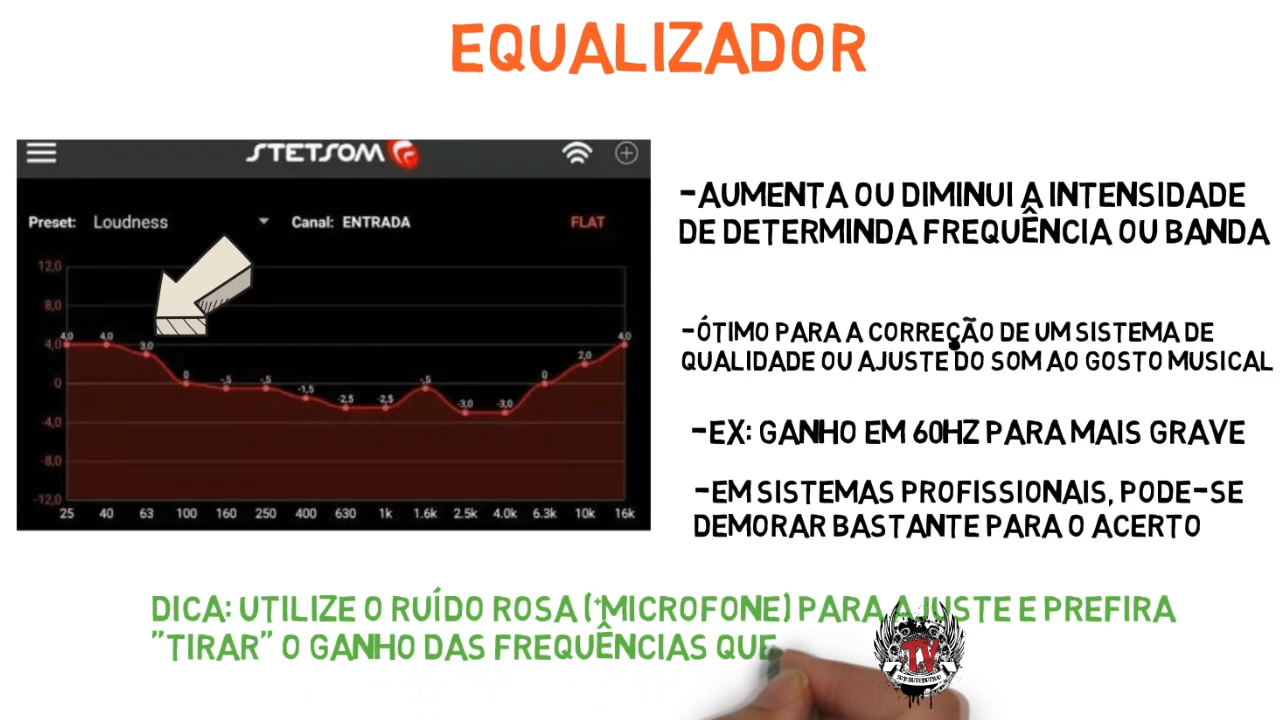 EQUALIZADOR
STETSOM
Preset: Loudness Canal: ENTRADA FLAT
12,0
8,0
4,0
0
-4,0
-8,0
-12,0
4,0 4,0 3,0 0 -,5 -,5 -1,5 -2,5 -2,5 -,5 -3,0 -3,0 0 2,0 4,0
25 40 63 100 160 250 400 630 1k 1.6k 2.5k 4.0k 6.3k 10k 16k
-AUMENTA OU DIMINUI A INTENSIDADE
DE DETERMINDA FREQUÊNCIA OU BANDA
-ÓTIMO PARA A CORREÇÃO DE UM SISTEMA DE
QUALIDADE OU AJUSTE DO SOM AO GOSTO MUSICAL
-EX: GANHO EM 60HZ PARA MAIS GRAVE
-EM SISTEMAS PROFISSIONAIS, PODE-SE
DEMORAR BASTANTE PARA O ACERTO
DICA: UTILIZE O RUÍDO ROSA (+MICROFONE) PARA AJUSTE E PREFIRA
"TIRAR" O GANHO DAS FREQUÊNCIAS QUE
TV
SOM AUTOMOTIVO